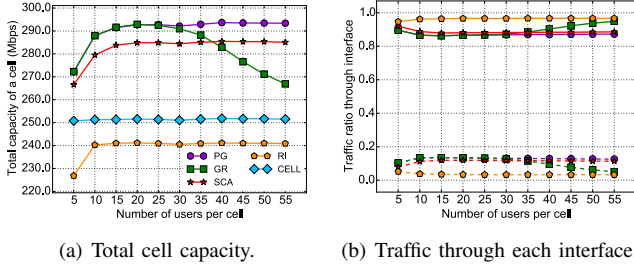 300.0
290.0
280.0
270.0
260.0
250.0
240.0
230.0
220.0
Total capacity of a cell (Mbps)
5 10 15 20 25 30 35 40 45 50 55
Number of users per cell
PG
GR
SCA
RI
CELL
(a) Total cell capacity.
1.0
0.8
0.6
0.4
0.2
0.0
Traffic ratio through interface
5 10 15 20 25 30 35 40 45 50 55
Number of users per cell
(b) Traffic through each interface